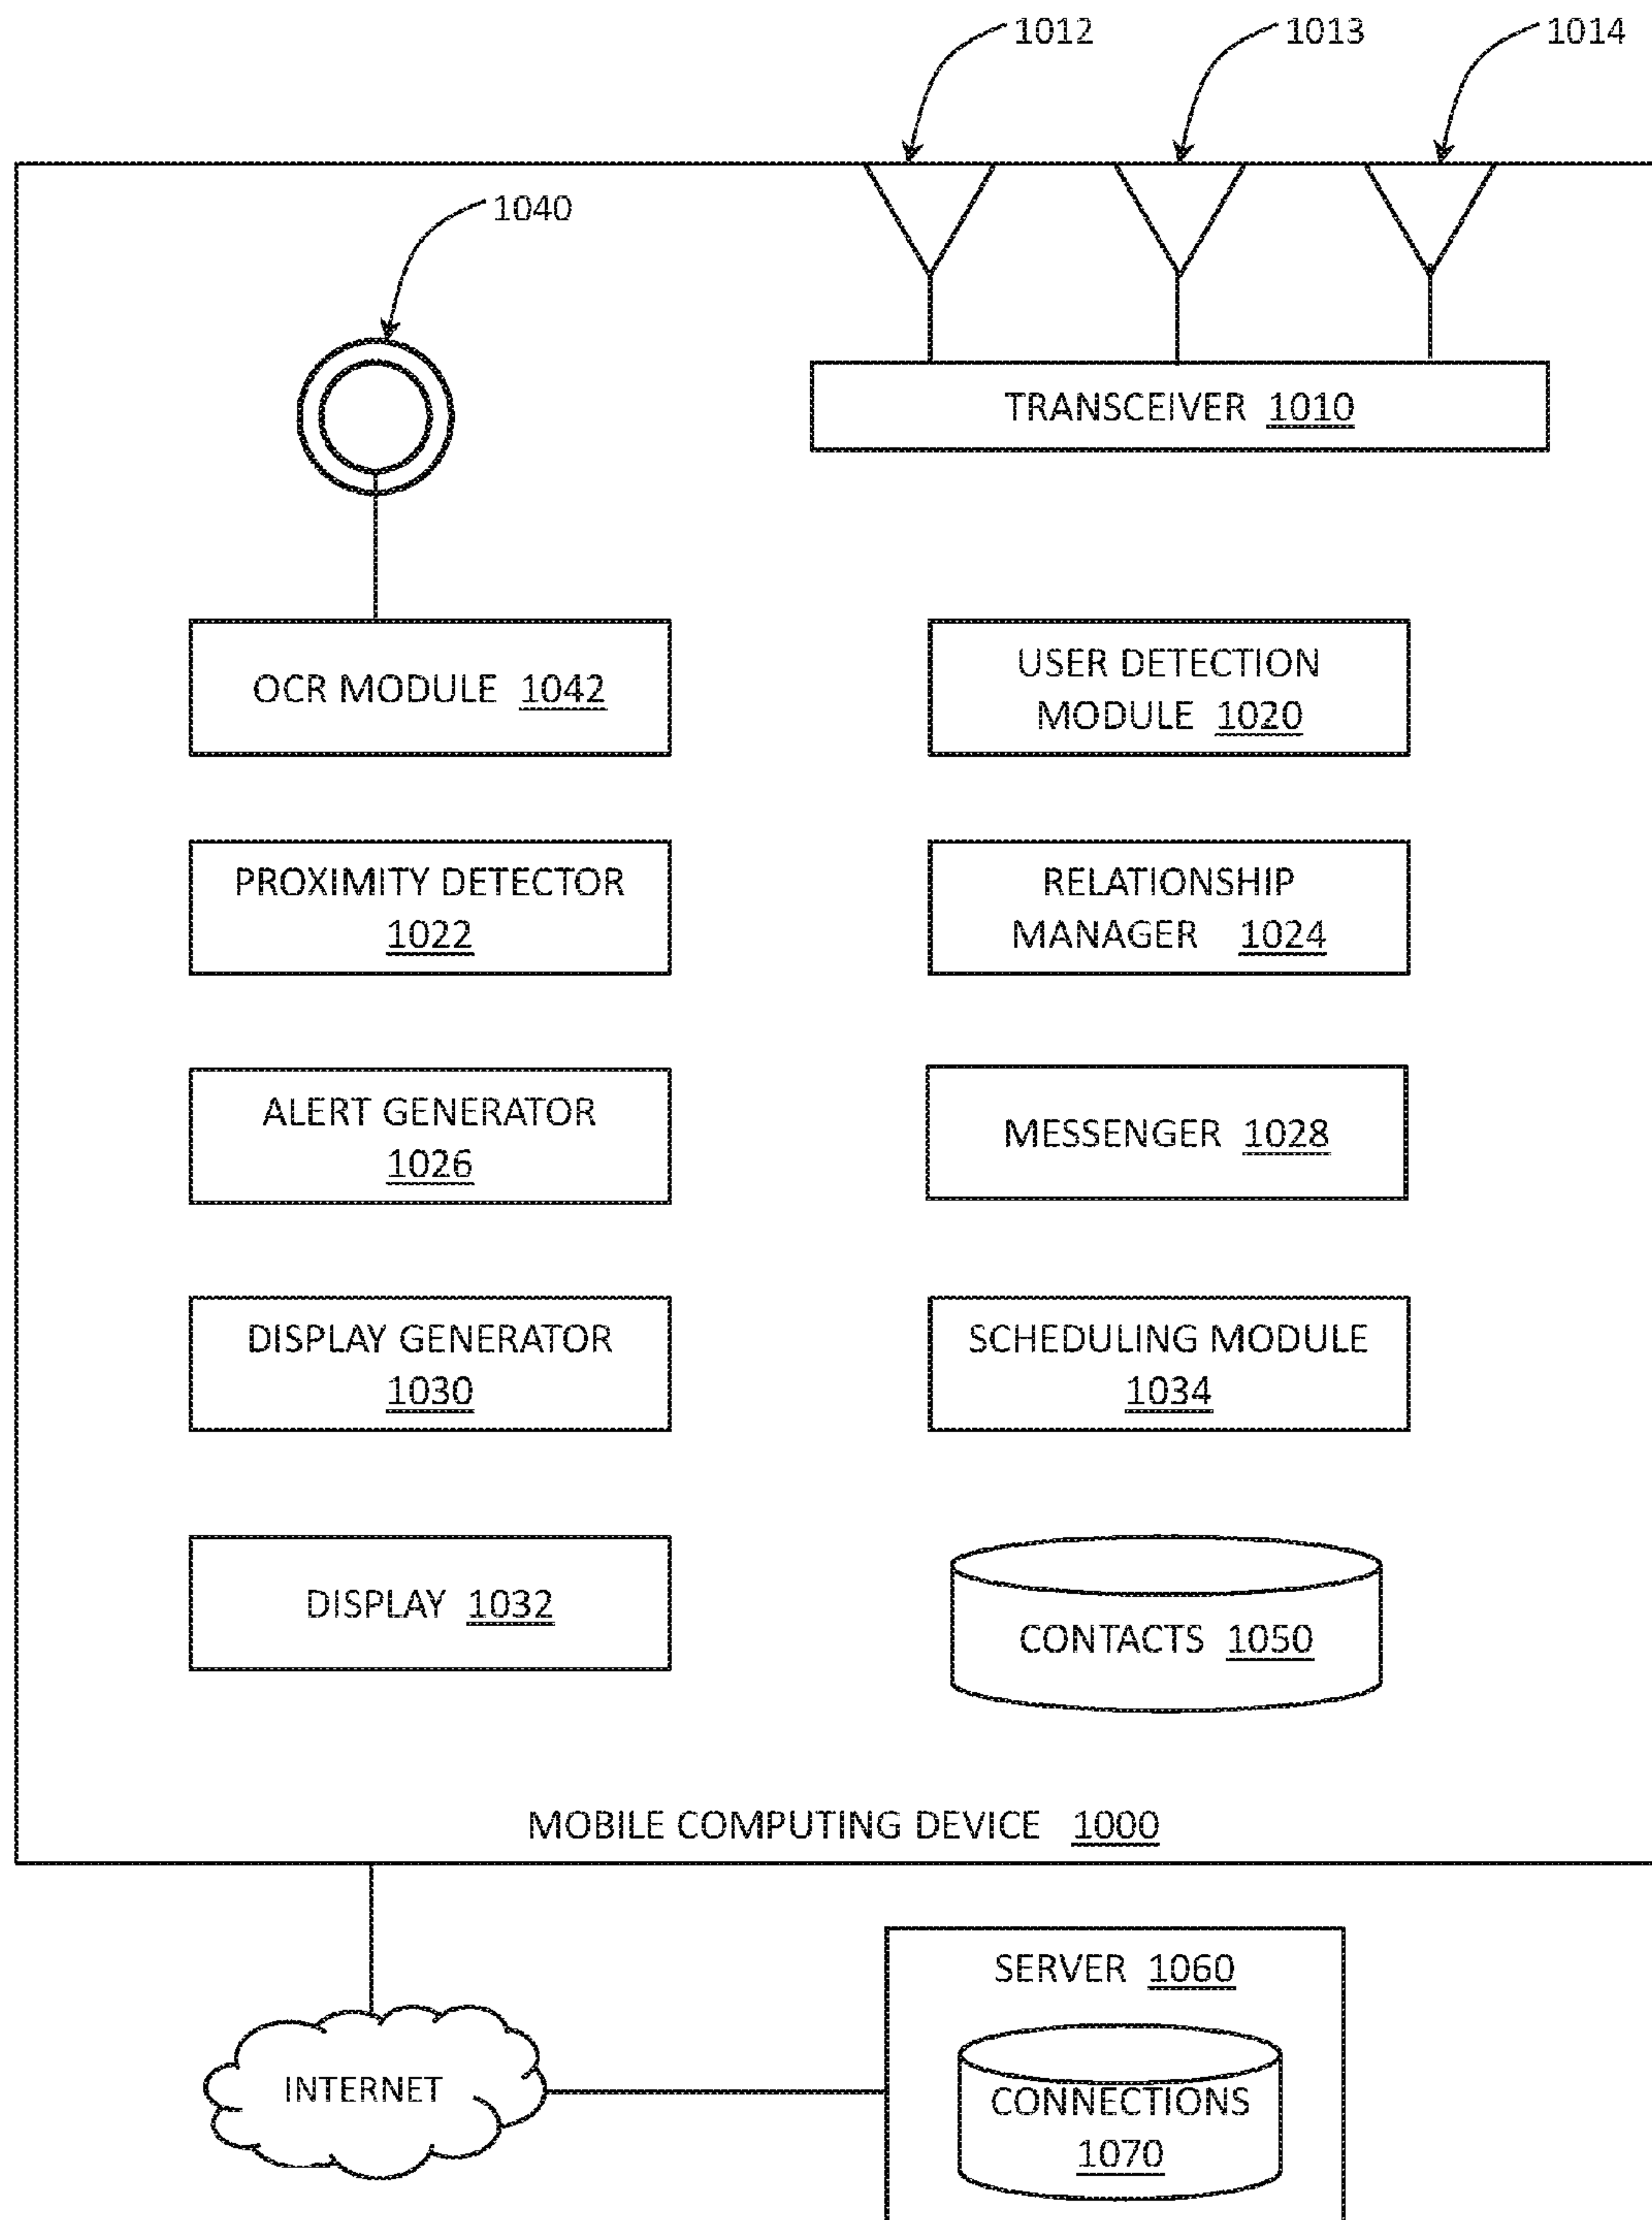 1012
1013
1014
1040
TRANSCEIVER 1010
OCR MODULE 1042
USER DETECTION
MODULE 1020
PROXIMITY DETECTOR
1022
RELATIONSHIP
MANAGER 1024
ALERT GENERATOR
1026
MESSENGER 1028
DISPLAY GENERATOR
1030
SCHEDULING MODULE
1034
DISPLAY 1032
CONTACTS 1050
MOBILE COMPUTING DEVICE 1000
SERVER 1060
INTERNET
CONNECTIONS
1070